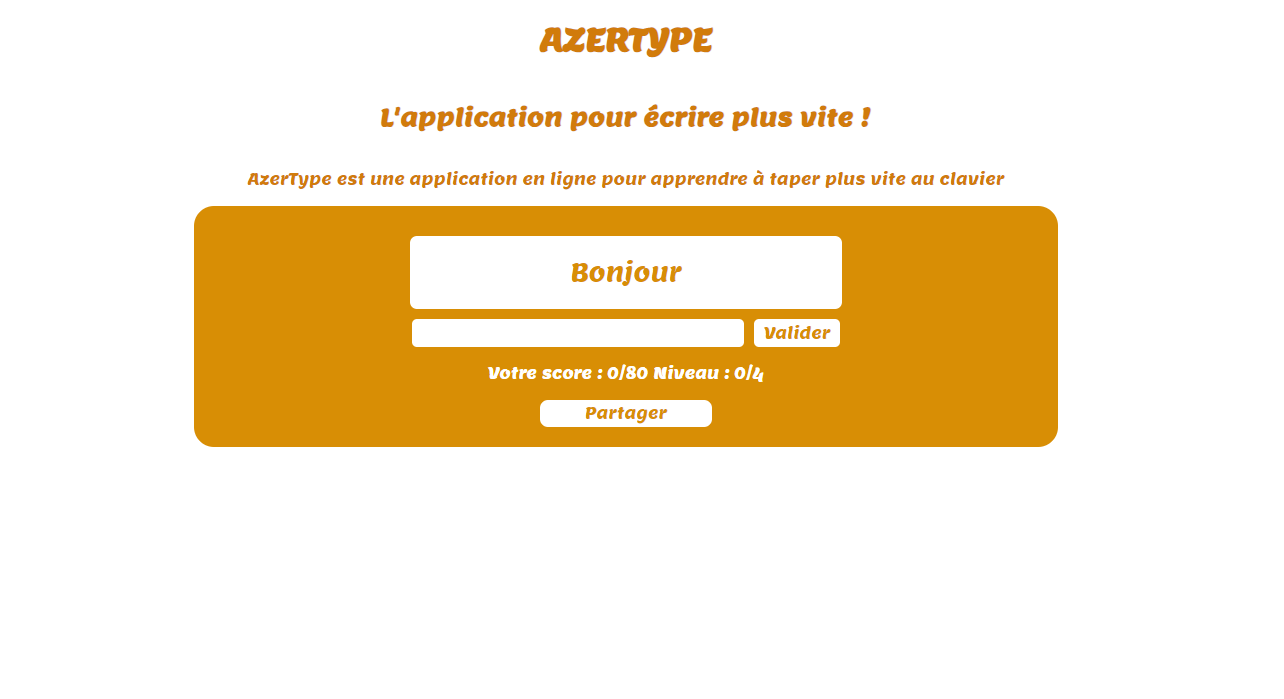 AZERTYPE
L'application pour écrire plus vite !
AzerType est une application en ligne pour apprendre à taper plus vite au clavier
Bonjour
Valider
Votre score : 0/80 Niveau : 0/4
Partager